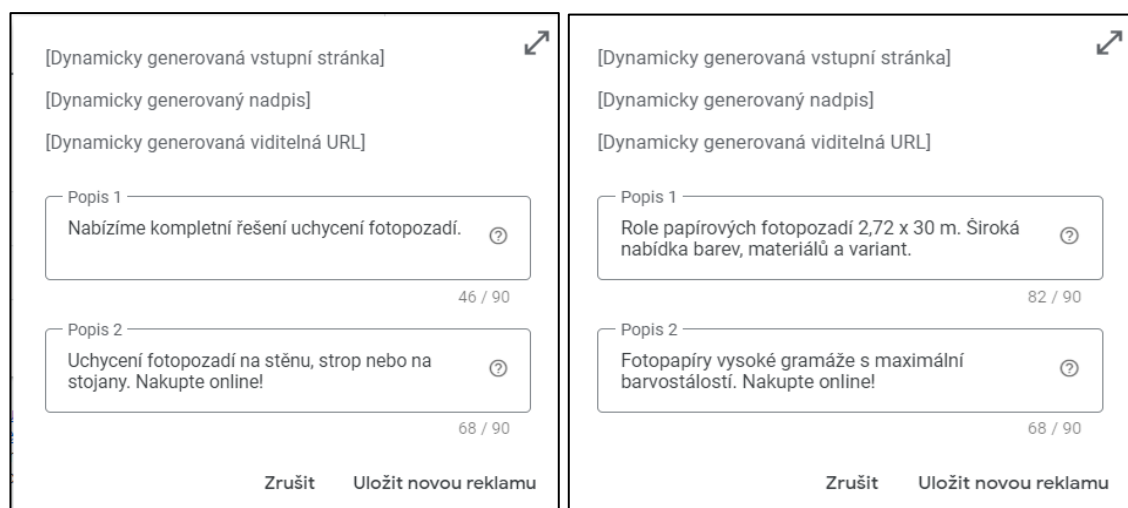 [Dynamicky generovaná vstupní stránka]
[Dynamicky generovaný nadpis]
[Dynamicky generovaná viditelná URL]
Popis 1
Nabízíme kompletní řešení uchycení fotopozadí.
46 / 90
Popis 2
Uchycení fotopozadí na stěnu, strop nebo na
stojany. Nakupte online!
68 / 90
Zrušit Uložit novou reklamu
[Dynamicky generovaná vstupní stránka]
[Dynamicky generovaný nadpis]
[Dynamicky generovaná viditelná URL]
Popis 1
Role papírových fotopozadí 2,72 x 30 m. Široká
nabídka barev, materiálů a variant.
82 / 90
Popis 2
Fotopapíry vysoké gramáže s maximální
barvostálostí. Nakupte online!
68 / 90
Zrušit Uložit novou reklamu